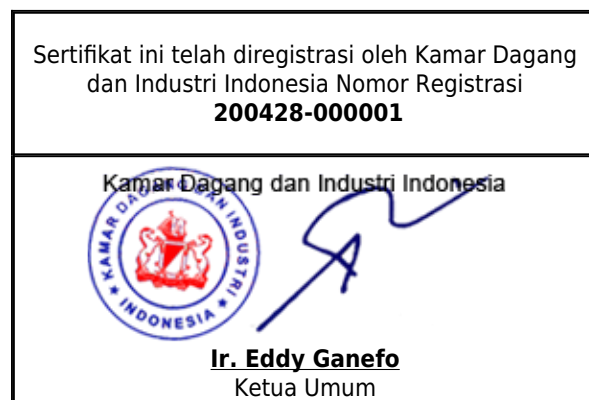 Sertifikat ini telah diregistrasi oleh Kamar Dagang
dan Industri Indonesia Nomor Registrasi
200428-000001
Kamar Dagang dan Industri Indonesia
KAMAR DAGANG DAN INDUSTRI
INDONESIA
Ir. Eddy Ganefo
Ketua Umum